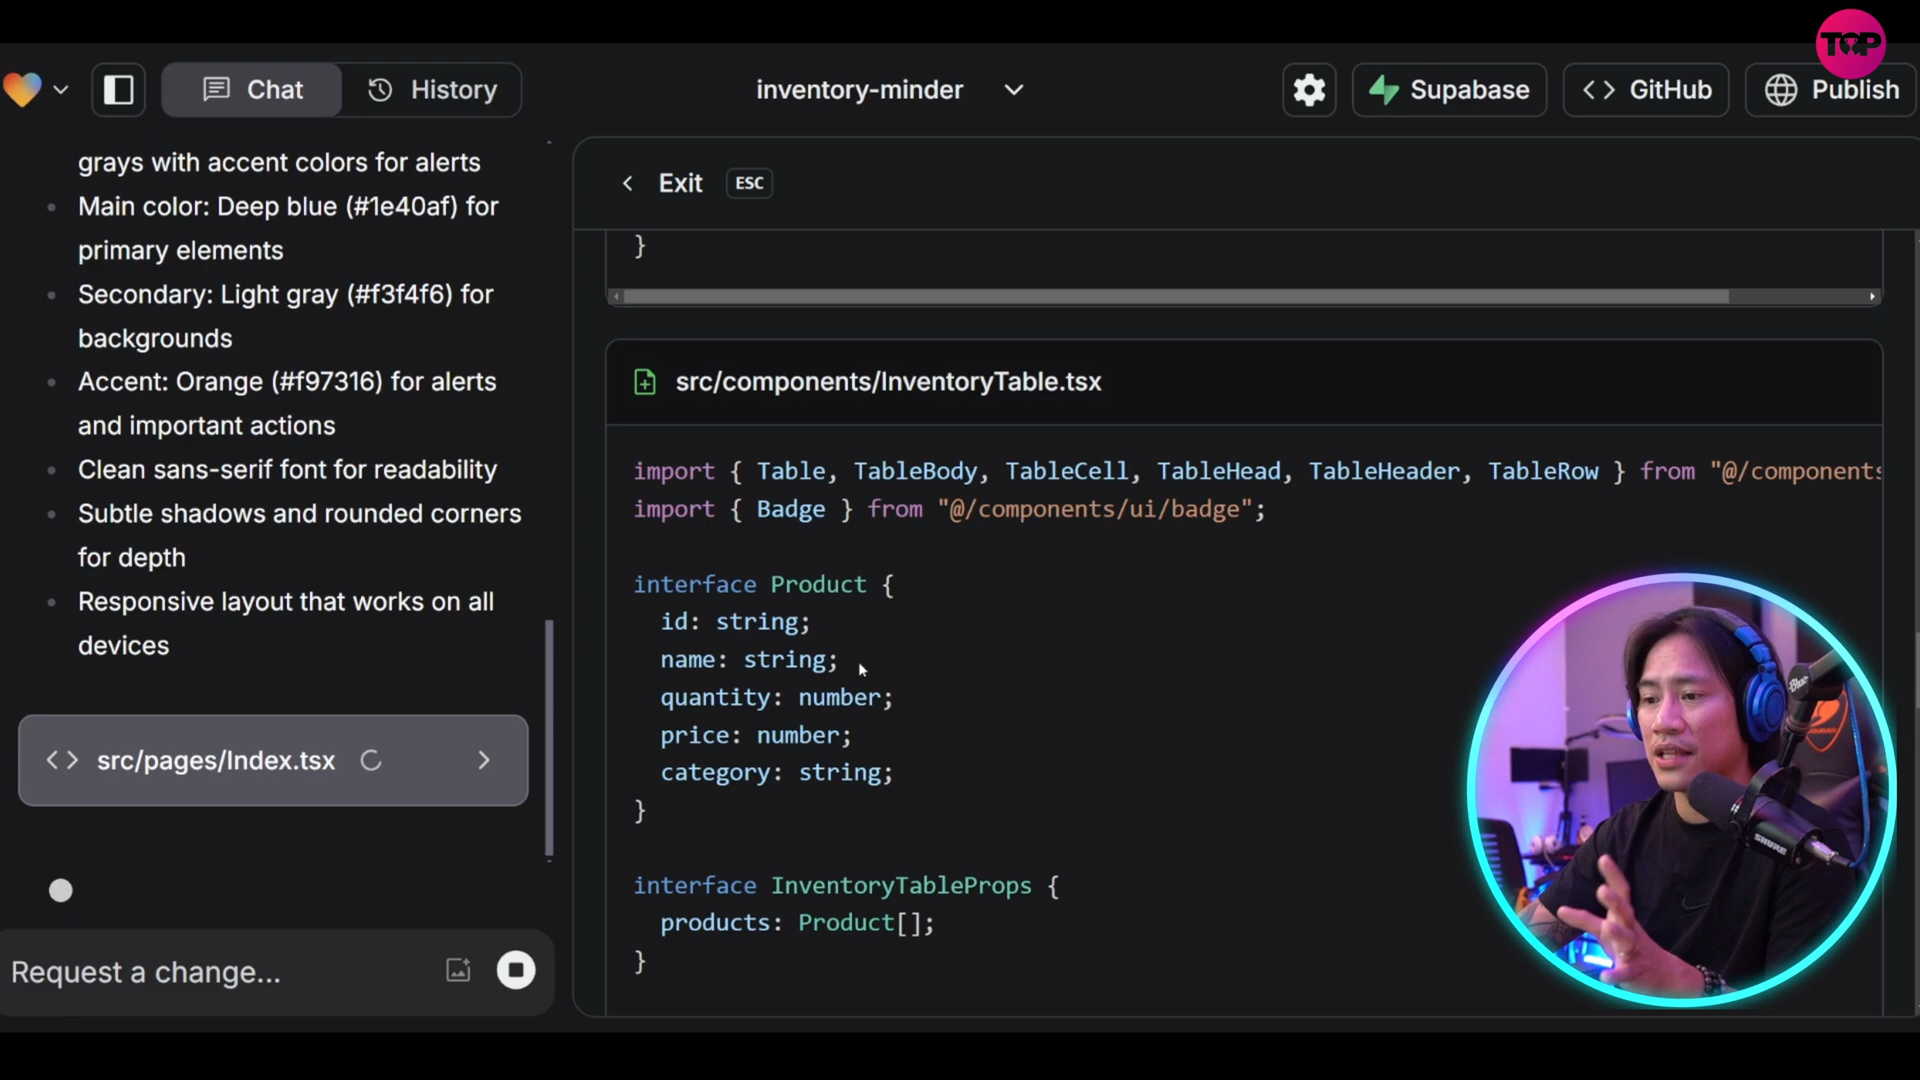 TOP
Chat
History
inventory-minder
Supabase
<> GitHub
Publish
grays with accent colors for alerts
Main color: Deep blue (#1e40af) for
primary elements
Secondary: Light gray (#f3f4f6) for
backgrounds
Accent: Orange (#f97316) for alerts
and important actions
Clean sans-serif font for readability
Subtle shadows and rounded corners
for depth
Responsive layout that works on all
devices
<> src/pages/Index.tsx
Request a change...
Exit ESC
}
src/components/InventoryTable.tsx
import { Table, TableBody, TableCell, TableHead, TableHeader, TableRow } from "@/components
import { Badge } from "@/components/ui/badge";
interface Product {
id: string;
name: string;
quantity: number;
price: number;
category: string;
}
interface InventoryTableProps {
products: Product[];
}
Blue
SHURE